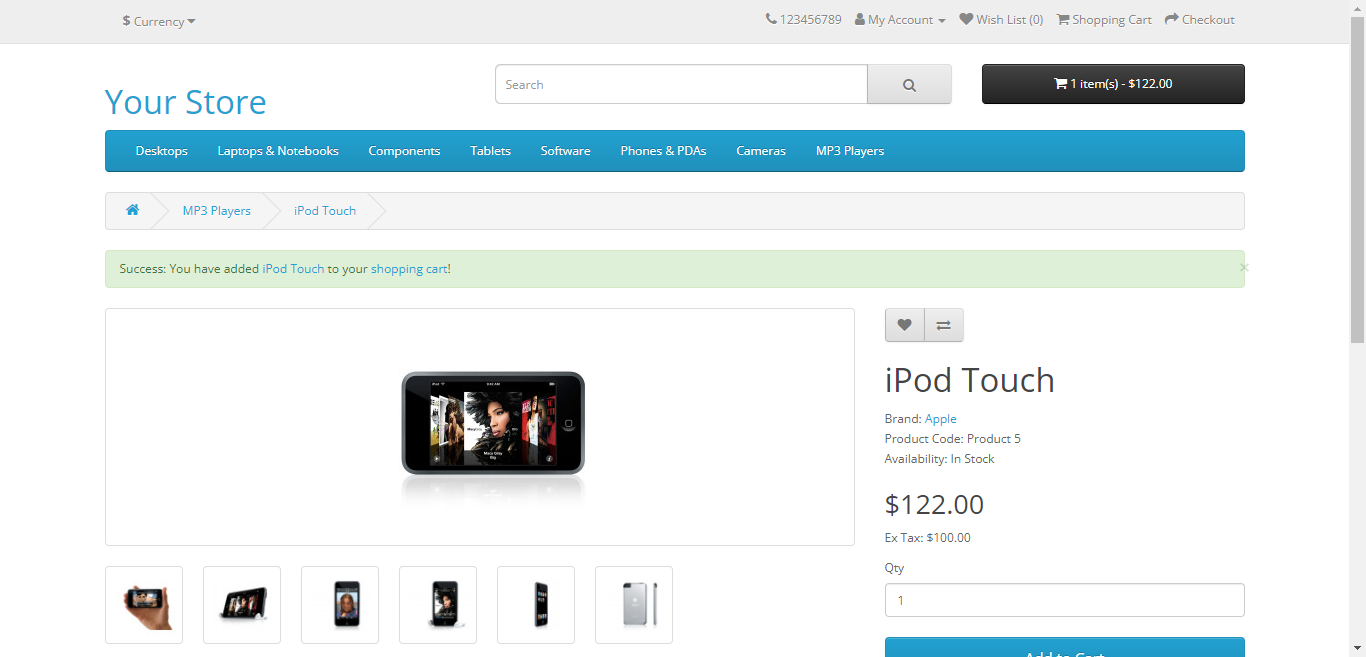 $ Currency
123456789 My Account Wish List (0) Shopping Cart Checkout
Your Store
Search
1 item(s) - $122.00
Desktops Laptops & Notebooks Components Tablets Software Phones & PDAs Cameras MP3 Players
MP3 Players iPod Touch
Success: You have added iPod Touch to your shopping cart!
×
iPod Touch
Brand: Apple
Product Code: Product 5
Availability: In Stock
$122.00
Ex Tax: $100.00
Qty
1
Add to Cart